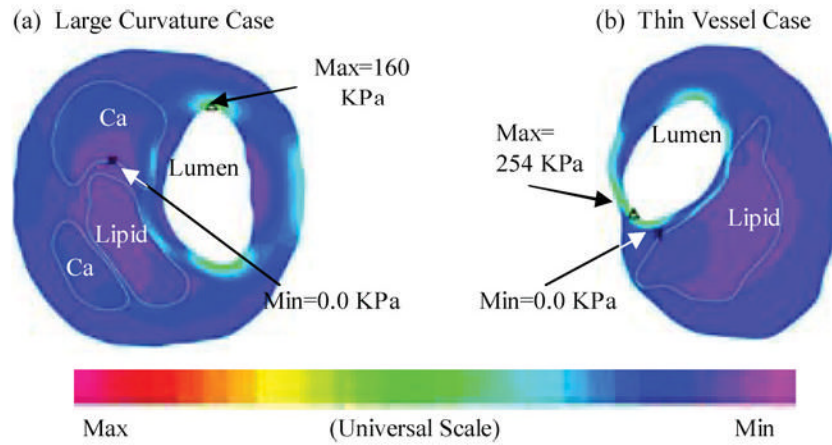 (a) Large Curvature Case
(b) Thin Vessel Case
Max=160
KPa
Ca
Lumen
Lipid
Ca
Min=0.0 KPa
Max=
254 KPa
Lumen
Lipid
Min=0.0 KPa
Max
(Universal Scale)
Min